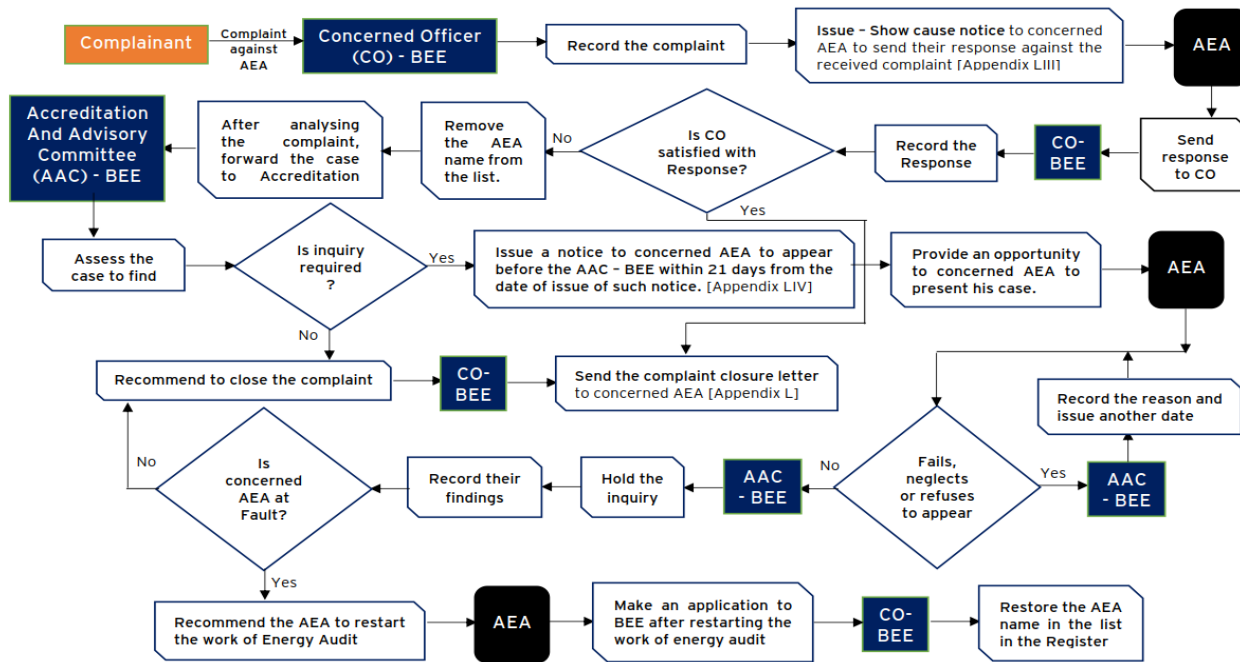 Complainant
Complaint
against
AEA
Concerned Officer
(CO) - BEE
Record the complaint
Issue - Show cause notice to concerned
AEA to send their response against the
received complaint [Appendix LIII]
AEA
Send
response
to CO
CO-
BEE
Record the
Response
Is CO
satisfied with
Response?
No
Yes
Remove
the AEA
name from
the list.
After analysing
the complaint,
forward the case
to Accreditation
Accreditation
And Advisory
Committee
(AAC) - BEE
Assess the
case to find
Is inquiry
required
?
Yes
No
Issue a notice to concerned AEA to appear
before the AAC - BEE within 21 days from the
date of issue of such notice. [Appendix LIV]
Provide an opportunity
to concerned AEA to
present his case.
AEA
Recommend to close the complaint
CO-
BEE
Send the complaint closure letter
to concerned AEA [Appendix L]
Record the reason and
issue another date
Fails,
neglects
or refuses
to appear
Yes
AAC
- BEE
No
AAC
- BEE
Hold the
inquiry
Record their
findings
Is
concerned
AEA at
Fault?
No
Yes
Recommend the AEA to restart
the work of Energy Audit
AEA
Make an application to
BEE after restarting the
work of energy audit
CO-
BEE
Restore the AEA
name in the list
in the Register